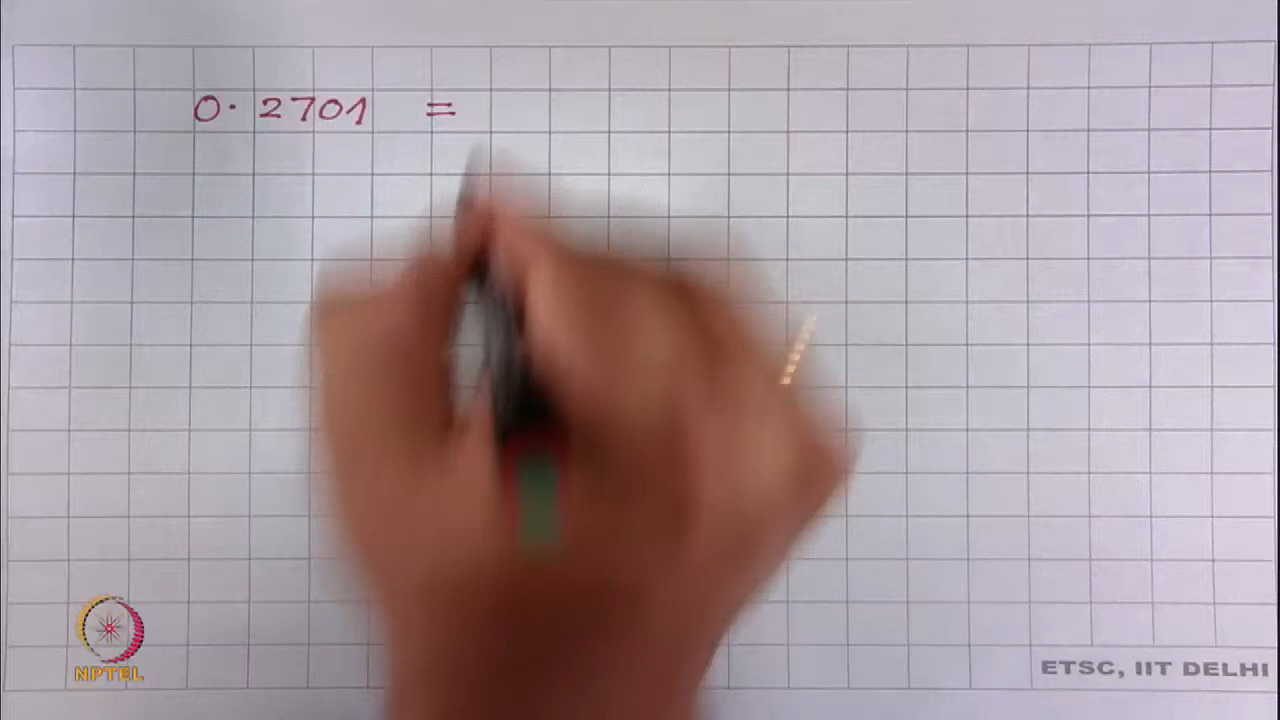 0.2701 =
NPTEL
ETSC, IIT DELHI